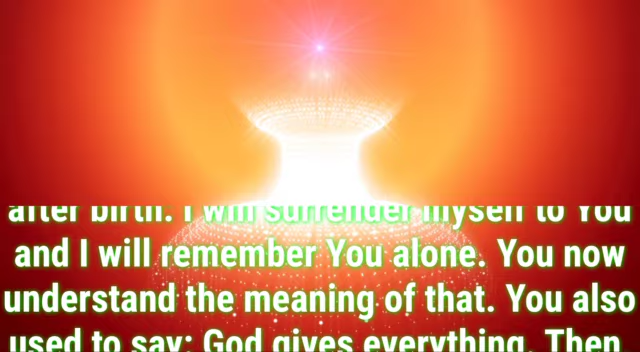 after birth. I will surrender myself to You
and I will remember You alone. You now
understand the meaning of that. You also
used to say: God gives everything. Then